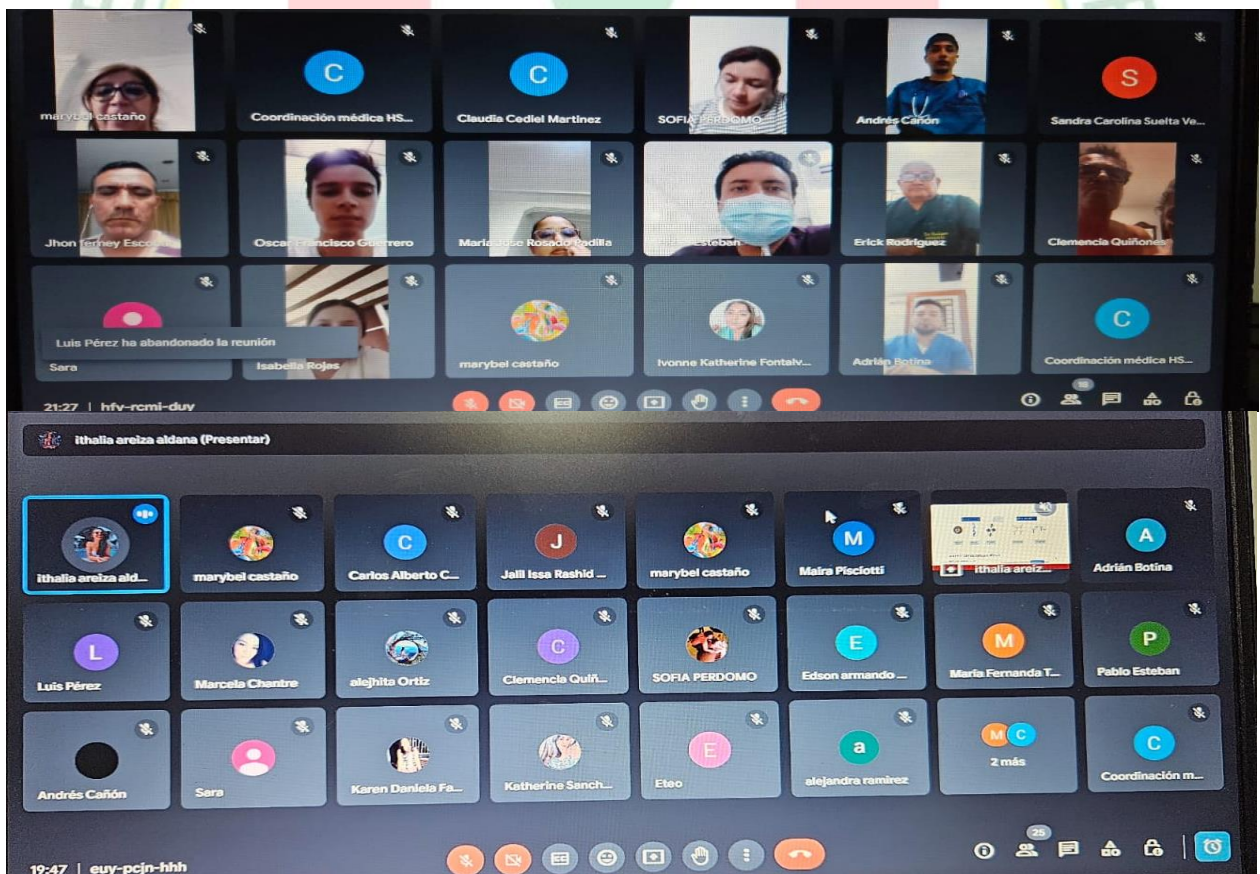 marybel castaño
C
Coordinación médica HS...
C
Claudia Cediel Martinez
SOFIA PERDOMO
Andrés Cañón
S
Sandra Carolina Suelta Ve...
Jhon ferney Esco
Oscar Francisco Guerrero
María José Rosado Padilla
Esteban
Erick Rodriguez
Clemencia Quiñones
Luis Pérez ha abandonado la reunión
Sara
Isabella Rojas
marybel castaño
Ivonne Katherine Fontalv...
Adrián Botina
C
Coordinación médica HS...
21:27 | hfv-rcmi-duy
18
ithalia areiza aldana (Presentar)
ithalia areiza ald...
marybel castaño
C
Carlos Alberto C...
J
Jalil Issa Rashid ...
marybel castaño
M
Maira Pisciotti
ithalia areiz...
A
Adrián Botina
L
Luis Pérez
Marcela Chantre
alejhita Ortiz
C
Clemencia Quiñ...
SOFIA PERDOMO
E
Edson armando ...
M
María Fernanda T...
P
Pablo Esteban
Andrés Cañón
Sara
Karen Daniela Fa...
Katherine Sanch...
E
Eteo
a
alejandra ramirez
M C
2 más
C
Coordinación m...
19:47 | euy-pcjn-hhh
25